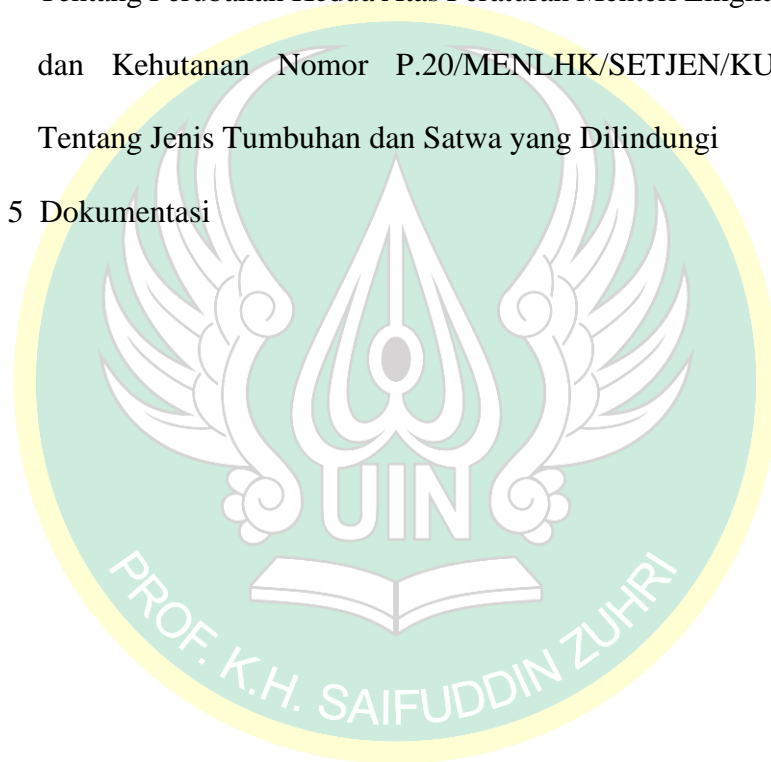 dan Kehutanan Nomor P.20/MENLHK/SETJEN/KU
Tentang Jenis Tumbuhan dan Satwa yang Dilindungi
5 Dokumentasi
UIN
PROF. K.H. SAIFUDDIN ZUHRI